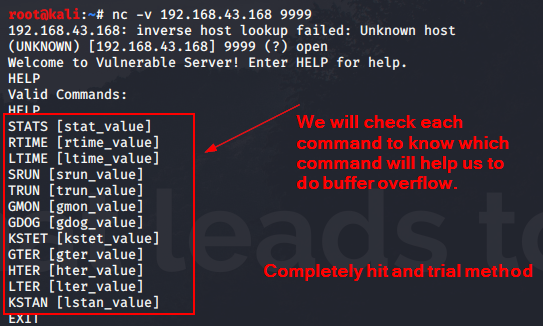 root@kali:~# nc -v 192.168.43.168 9999
192.168.43.168: inverse host lookup failed: Unknown host
(UNKNOWN) [192.168.43.168] 9999 (?) open
Welcome to Vulnerable Server! Enter HELP for help.
HELP
Valid Commands:
HELP
STATS [stat_value]
RTIME [rtime_value]
LTIME [ltime_value]
SRUN [srun_value]
TRUN [trun_value]
GMON [gmon_value]
GDOG [gdog_value]
KSTET [kstet_value]
GTER [gter_value]
HTER [hter_value]
LTER [lter_value]
KSTAN [lstan_value]
EXIT
We will check each
command to know which
command will help us to
do buffer overflow.
Completely hit and trial method
leads to